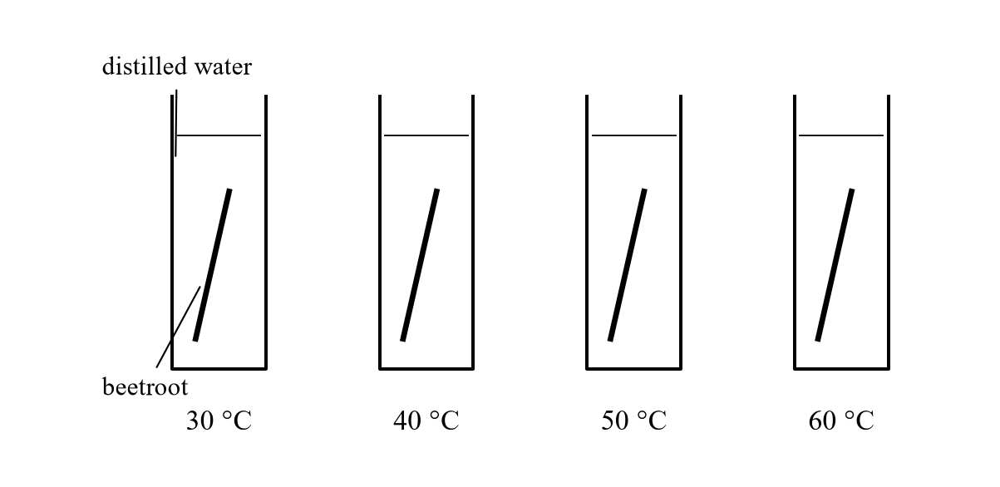 distilled water
beetroot
30 °C
40 °C
50 °C
60 °C